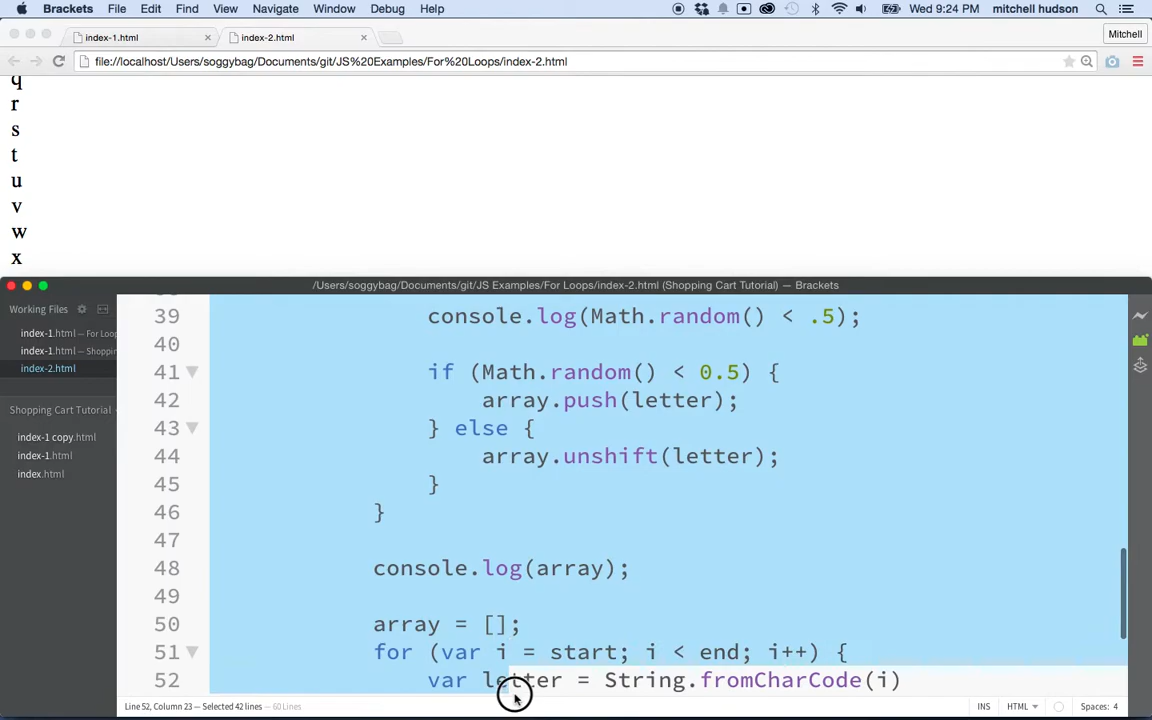 Brackets File Edit Find View Navigate Window Debug Help Wed 9:24 PM mitchell hudson
index-1.html × index-2.html × Mitchell
file://localhost/Users/soggybag/Documents/git/JS%20Examples/For%20Loops/index-2.html
q
r
s
t
u
v
w
x
/Users/soggybag/Documents/git/JS Examples/For Loops/index-2.html (Shopping Cart Tutorial) — Brackets
Working Files
index-1.html — For Loop
index-1.html — Shoppin
index-2.html
Shopping Cart Tutorial
index-1 copy.html
index-1.html
index.html
39 console.log(Math.random() < .5);
40
41 if (Math.random() < 0.5) {
42 array.push(letter);
43 } else {
44 array.unshift(letter);
45 }
46 }
47
48 console.log(array);
49
50 array = [];
51 for (var i = start; i < end; i++) {
52 var letter = String.fromCharCode(i)
Line 52, Column 23 — Selected 42 lines — 60 Lines INS HTML Spaces: 4